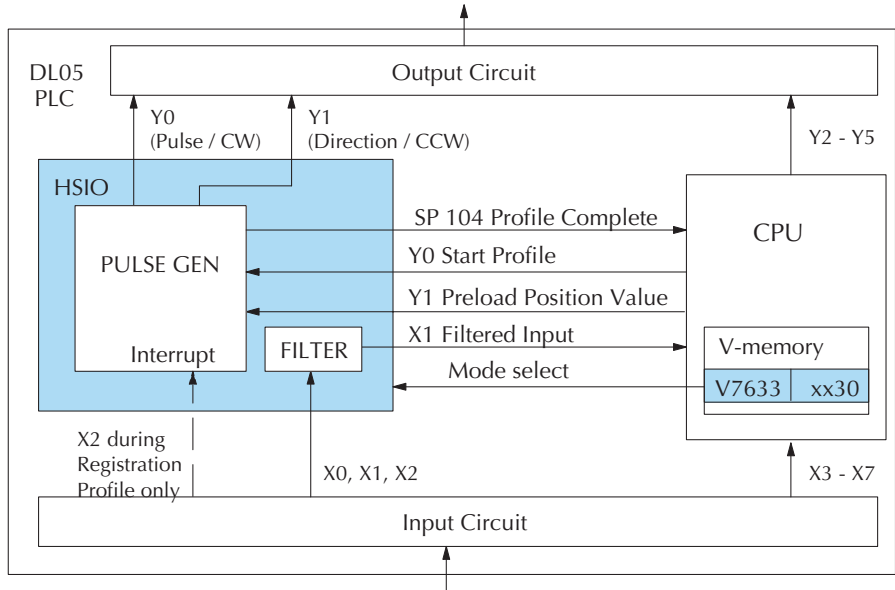 Output Circuit
DL05
PLC
Y0
(Pulse / CW)
Y1
(Direction / CCW)
Y2 - Y5
HSIO
PULSE GEN
Interrupt
FILTER
SP 104 Profile Complete
Y0 Start Profile
Y1 Preload Position Value
X1 Filtered Input
Mode select
CPU
V-memory
V7633 xx30
X2 during
Registration
Profile only
X0, X1, X2
X3 - X7
Input Circuit